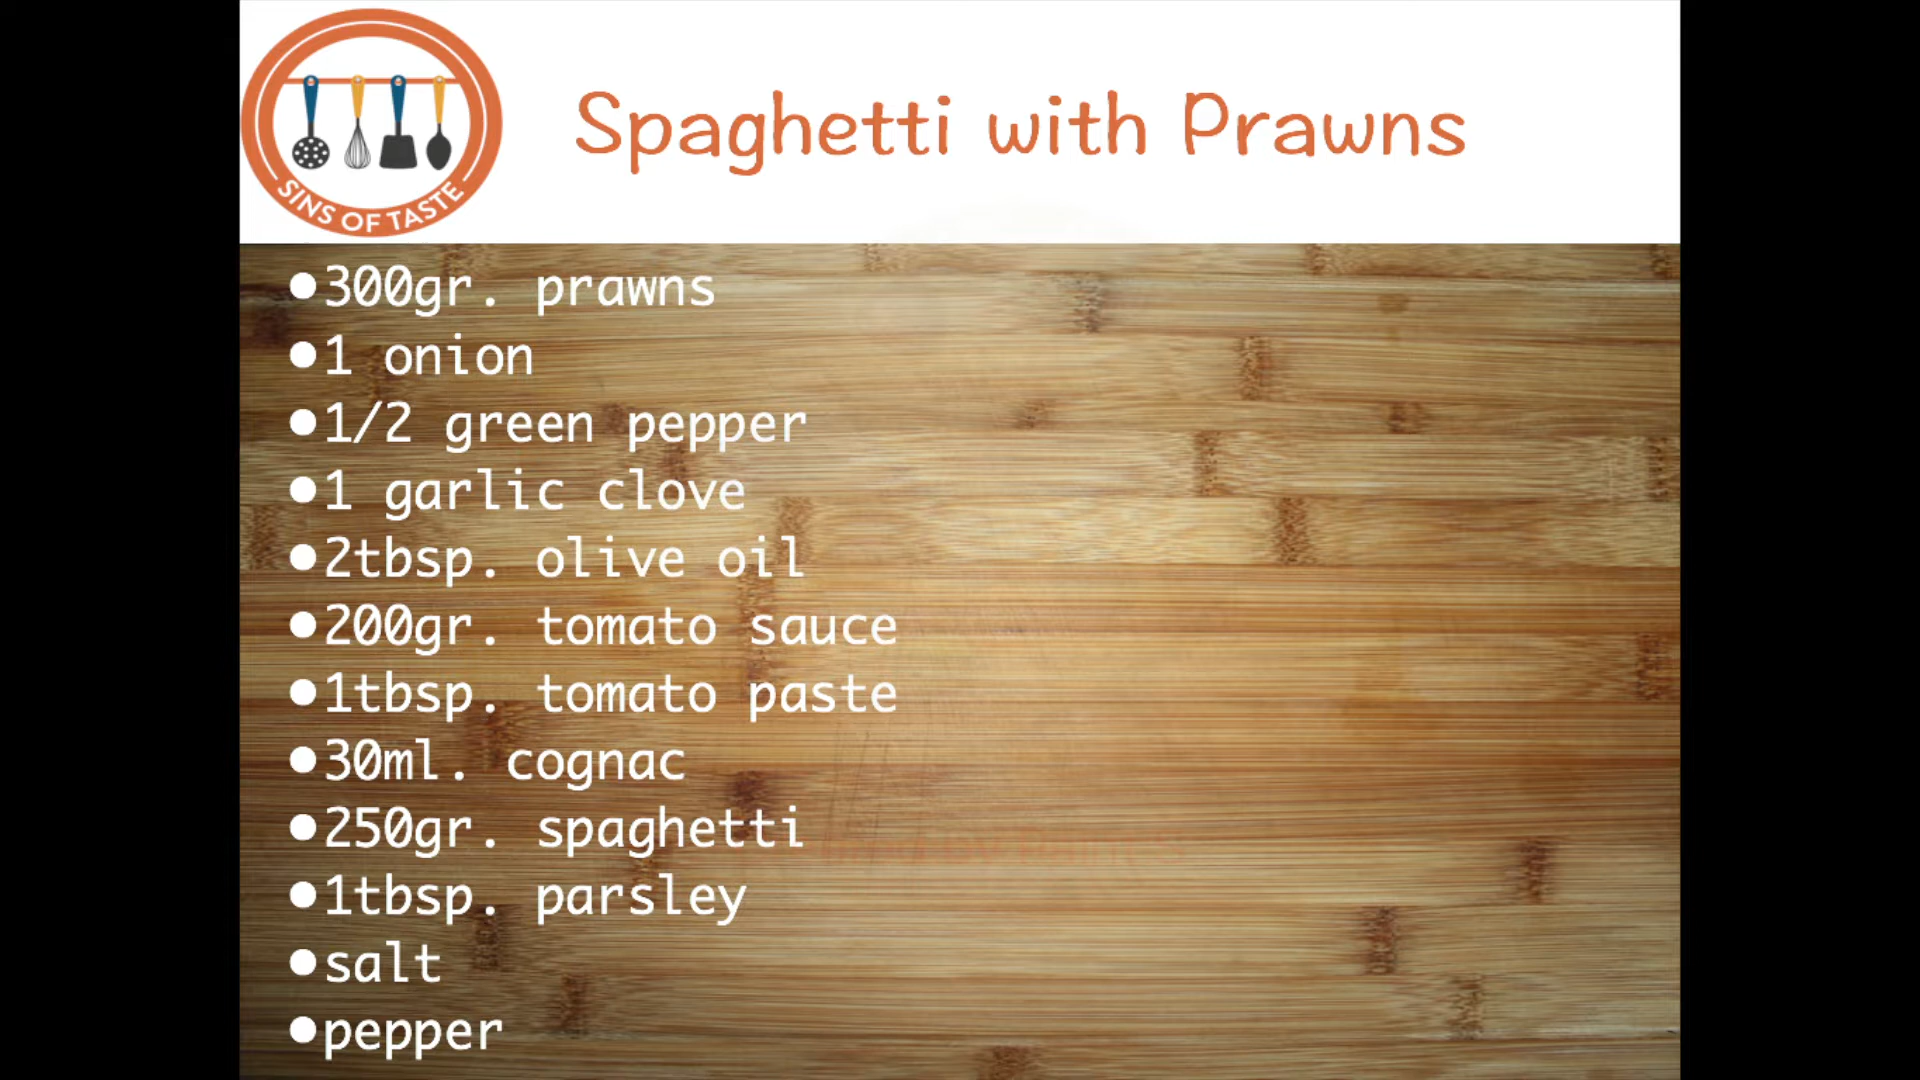 SINS OF TASTE
Spaghetti with Prawns
●300gr. prawns
●1 onion
●1/2 green pepper
●1 garlic clove
●2tbsp. olive oil
●200gr. tomato sauce
●1tbsp. tomato paste
●30ml. cognac
●250gr. spaghetti
●1tbsp. parsley
●salt
●pepper